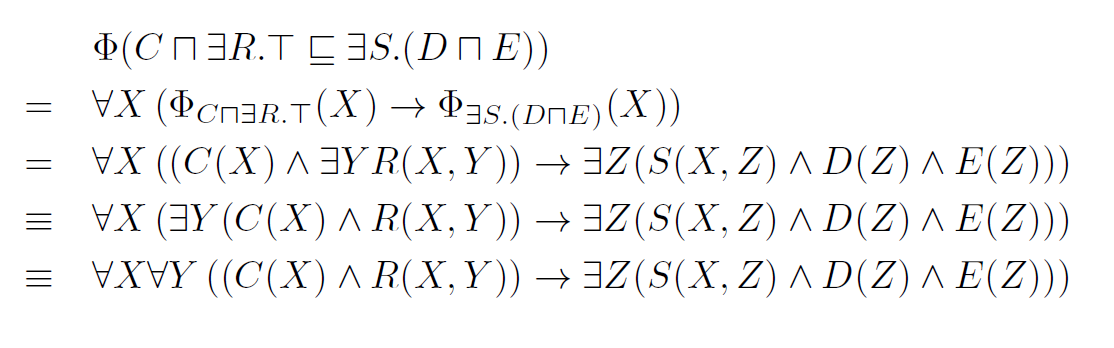 Φ(C ⊓ ∃R.⊤ ⊑ ∃S.(D ⊓ E))
= ∀X (Φ_{C⊓∃R.⊤}(X) → Φ_{∃S.(D⊓E)}(X))
= ∀X ((C(X) ∧ ∃Y R(X, Y)) → ∃Z(S(X, Z) ∧ D(Z) ∧ E(Z)))
≡ ∀X (∃Y (C(X) ∧ R(X, Y)) → ∃Z(S(X, Z) ∧ D(Z) ∧ E(Z)))
≡ ∀X∀Y ((C(X) ∧ R(X, Y)) → ∃Z(S(X, Z) ∧ D(Z) ∧ E(Z)))